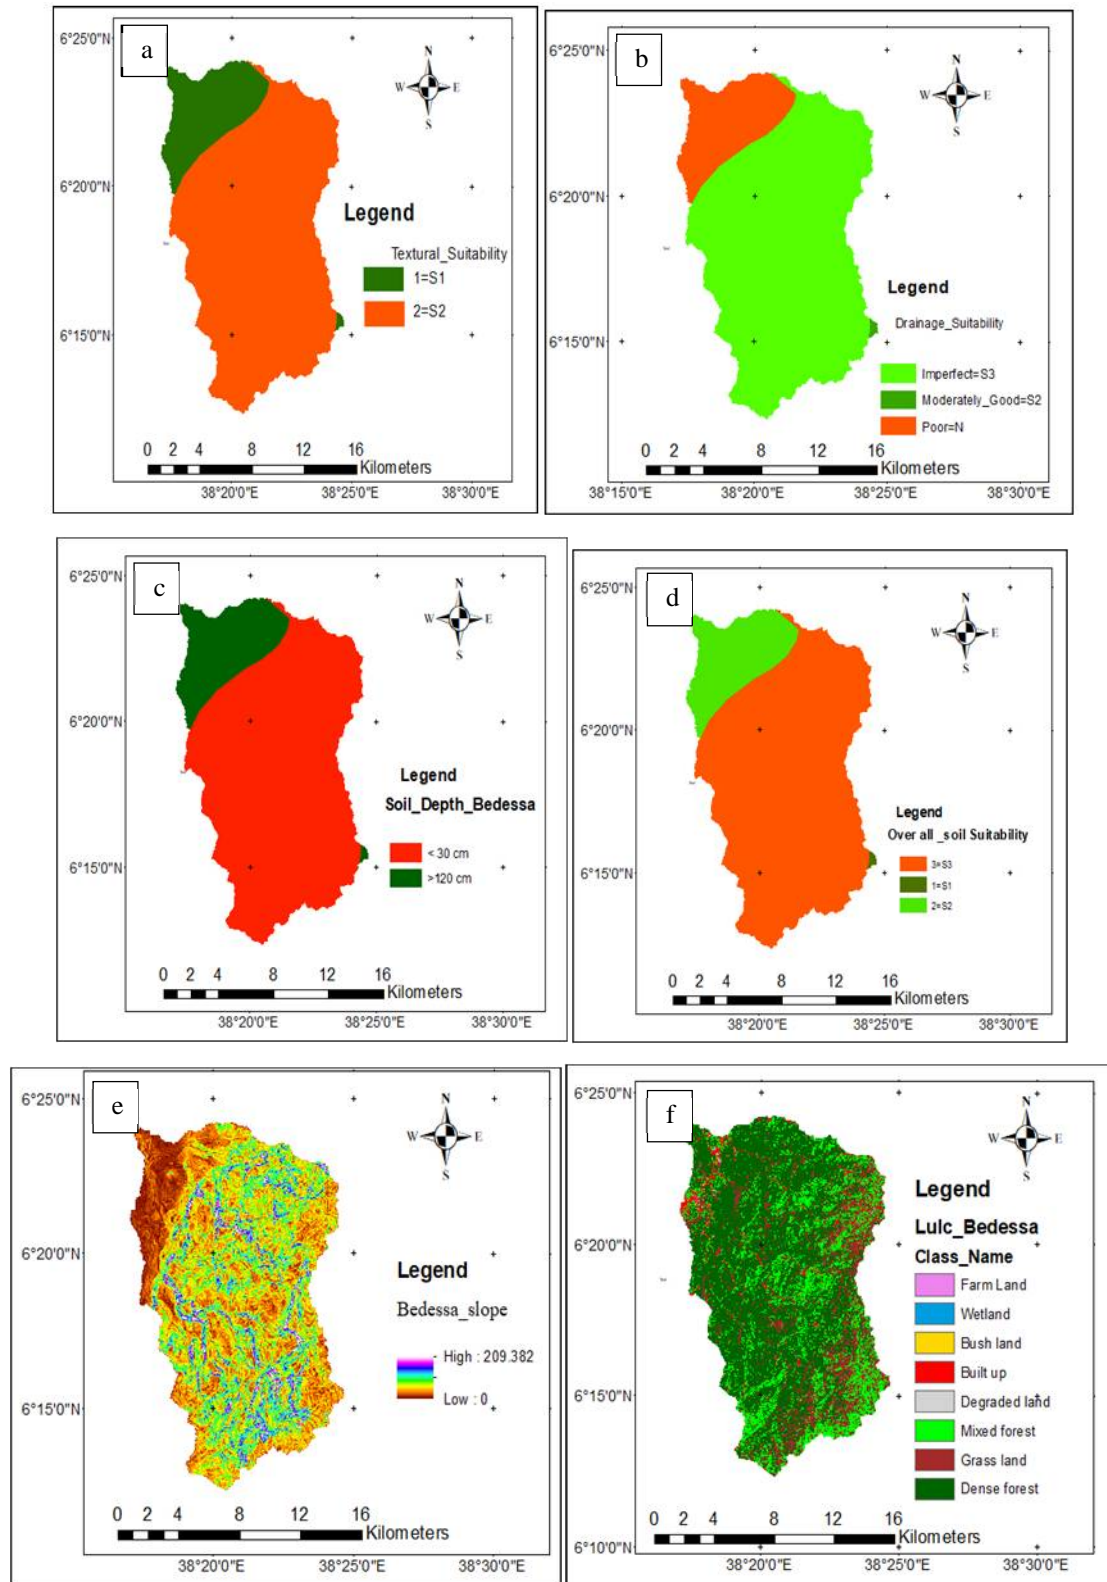 a
6°25'0"N
N
W E
S
6°20'0"N
Legend
Textural_Suitability
1=S1
2=S2
6°15'0"N
0 2 4 8 12 16
Kilometers
38°20'0"E 38°25'0"E 38°30'0"E
b
6°25'0"N
N
W E
S
6°20'0"N
Legend
Drainage_Suitability
6°15'0"N
Imperfect=S3
Moderately_Good=S2
Poor=N
0 2 4 8 12 16
Kilometers
38°15'0"E 38°20'0"E 38°25'0"E 38°30'0"E
c
6°25'0"N
N
W E
S
6°20'0"N
Legend
Soil_Depth_Bedessa
< 30 cm
>120 cm
6°15'0"N
0 2 4 8 12 16
Kilometers
38°20'0"E 38°25'0"E 38°30'0"E
d
6°25'0"N
N
W E
S
6°20'0"N
Legend
Over all _soil Suitability
3=S3
1=S1
2=S2
6°15'0"N
0 2 4 8 12 16
Kilometers
38°20'0"E 38°25'0"E 38°30'0"E
e
6°25'0"N
N
W E
S
6°20'0"N
Legend
Bedessa_slope
High : 209.382
Low : 0
6°15'0"N
0 2 4 8 12 16
Kilometers
38°20'0"E 38°25'0"E 38°30'0"E
f
6°25'0"N
N
W E
S
Legend
Lulc_Bedessa
6°20'0"N
Class_Name
Farm Land
Wetland
Bush land
Built up
Degraded land
6°15'0"N
Mixed forest
Grass land
Dense forest
0 2 4 8 12 16
Kilometers
6°10'0"N
38°20'0"E 38°25'0"E 38°30'0"E